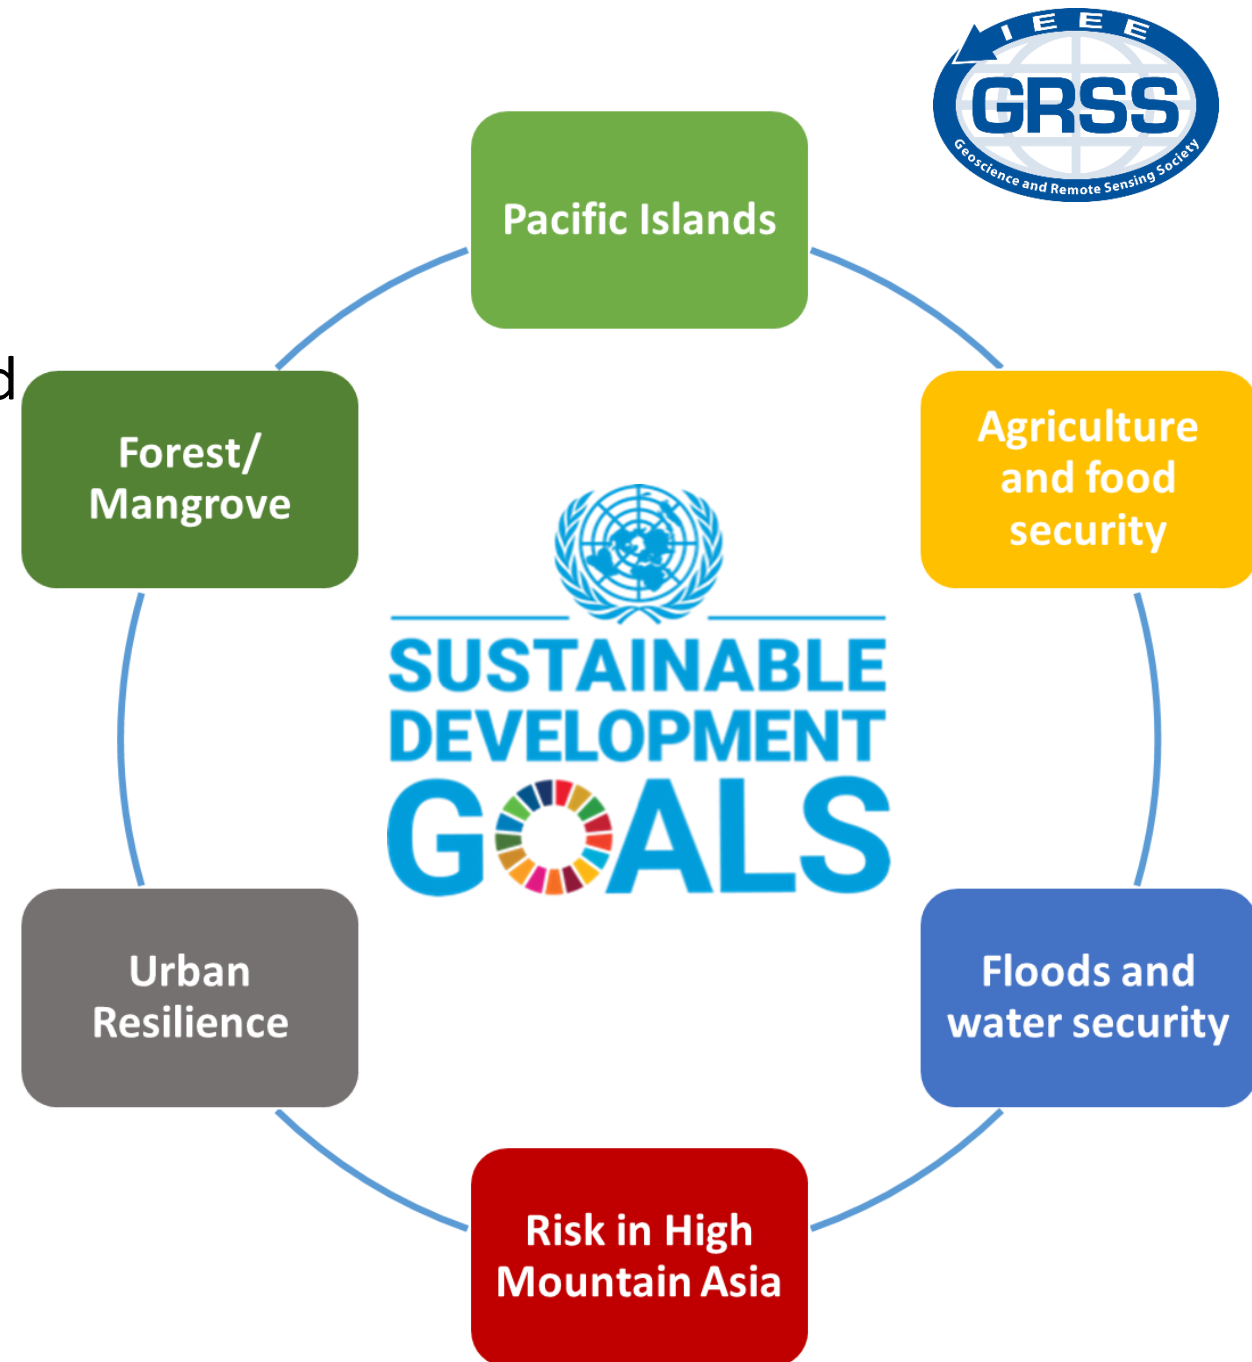 IEEE
GRSS
Geoscience and Remote Sensing Society
Pacific Islands
d
Forest/
Mangrove
Agriculture
and food
security
SUSTAINABLE
DEVELOPMENT
GOALS
Urban
Resilience
Floods and
water security
Risk in High
Mountain Asia